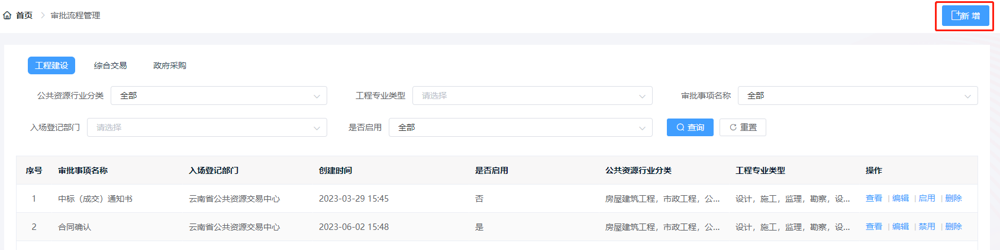 首页 审批流程管理 新 增
工程建设 综合交易 政府采购
公共资源行业分类 全部 工程专业类型 请选择 审批事项名称 全部
入场登记部门 请选择 是否启用 全部 查询 重置
序号 审批事项名称 入场登记部门 创建时间 是否启用 公共资源行业分类 工程专业类型 操作
1 中标（成交）通知书 云南省公共资源交易中心 2023-03-29 15:45 否 房屋建筑工程，市政工程，公... 设计，施工，监理，勘察，设... 查看 | 编辑 | 启用 | 删除
2 合同确认 云南省公共资源交易中心 2023-06-02 15:48 是 房屋建筑工程，市政工程，公... 设计，施工，监理，勘察，设... 查看 | 编辑 | 禁用 | 删除